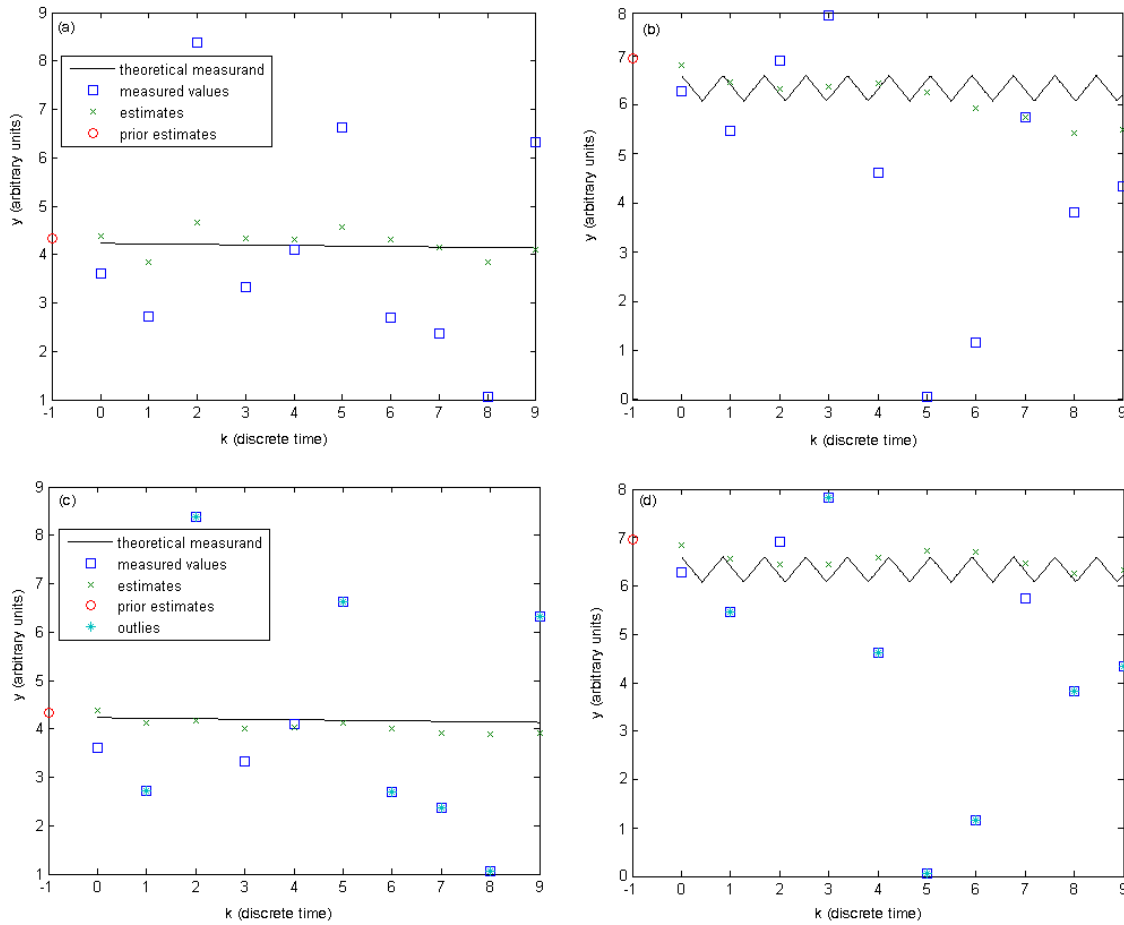 (a)
theoretical measurand
measured values
estimates
prior estimates
9
8
7
6
5
4
3
2
1
-1 0 1 2 3 4 5 6 7 8 9
y (arbitrary units)
k (discrete time)
(b)
8
7
6
5
4
3
2
1
0
-1 0 1 2 3 4 5 6 7 8 9
y (arbitrary units)
k (discrete time)
(c)
theoretical measurand
measured values
estimates
prior estimates
outlies
9
8
7
6
5
4
3
2
1
-1 0 1 2 3 4 5 6 7 8 9
y (arbitrary units)
k (discrete time)
(d)
8
7
6
5
4
3
2
1
0
-1 0 1 2 3 4 5 6 7 8 9
y (arbitrary units)
k (discrete time)